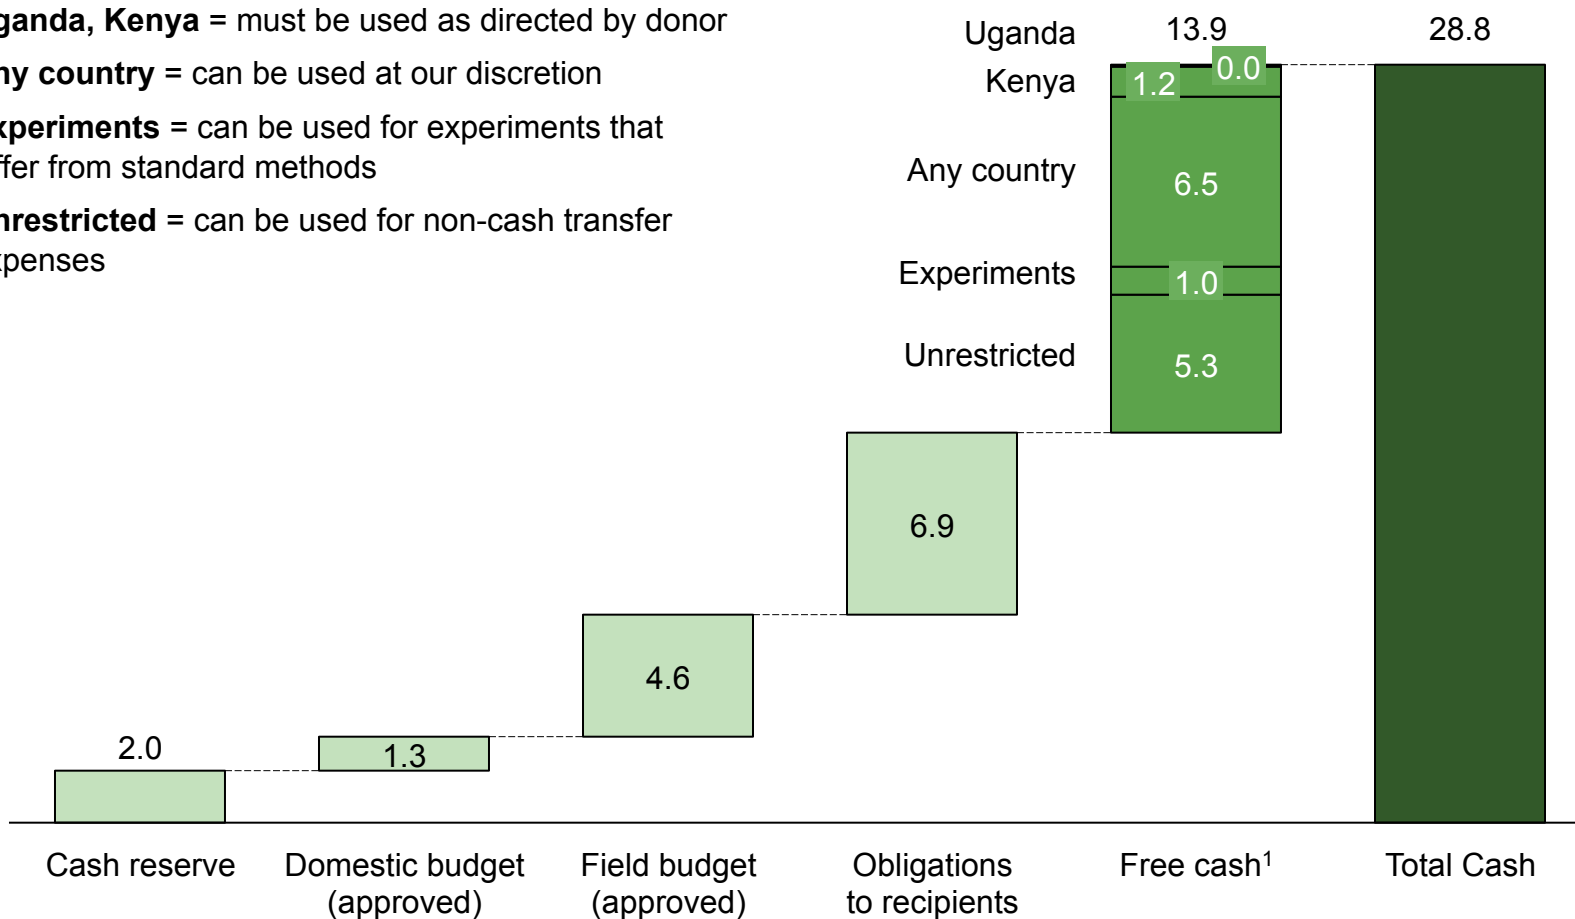 ganda, Kenya = must be used as directed by donor
ny country = can be used at our discretion
xperiments = can be used for experiments that
ffer from standard methods
nrestricted = can be used for non-cash transfer
xpenses
Uganda
13.9
28.8
Kenya
1.2
0.0
Any country
6.5
Experiments
1.0
Unrestricted
5.3
6.9
4.6
2.0
1.3
Cash reserve
Domestic budget
(approved)
Field budget
(approved)
Obligations
to recipients
Free cash¹
Total Cash